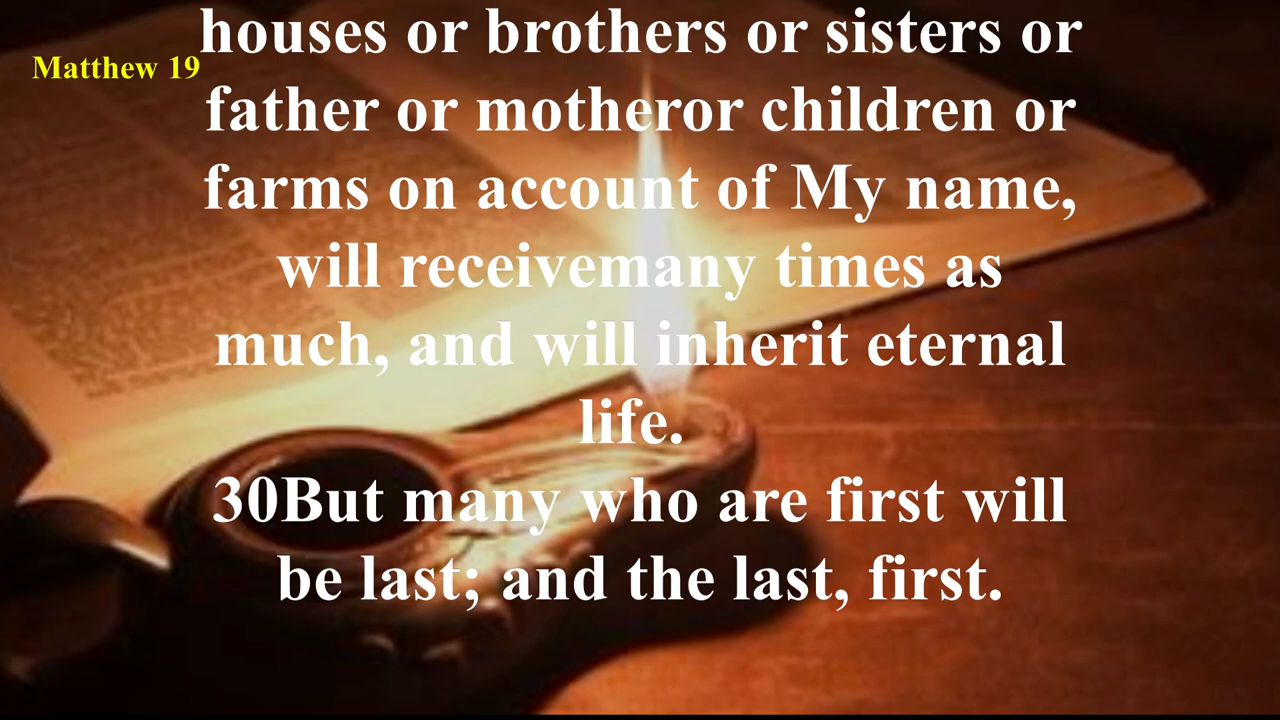 houses or brothers or sisters or
Matthew 19
father or motheror children or
farms on account of My name,
will receivemany times as
much, and will inherit eternal
life.
30But many who are first will
be last; and the last, first.